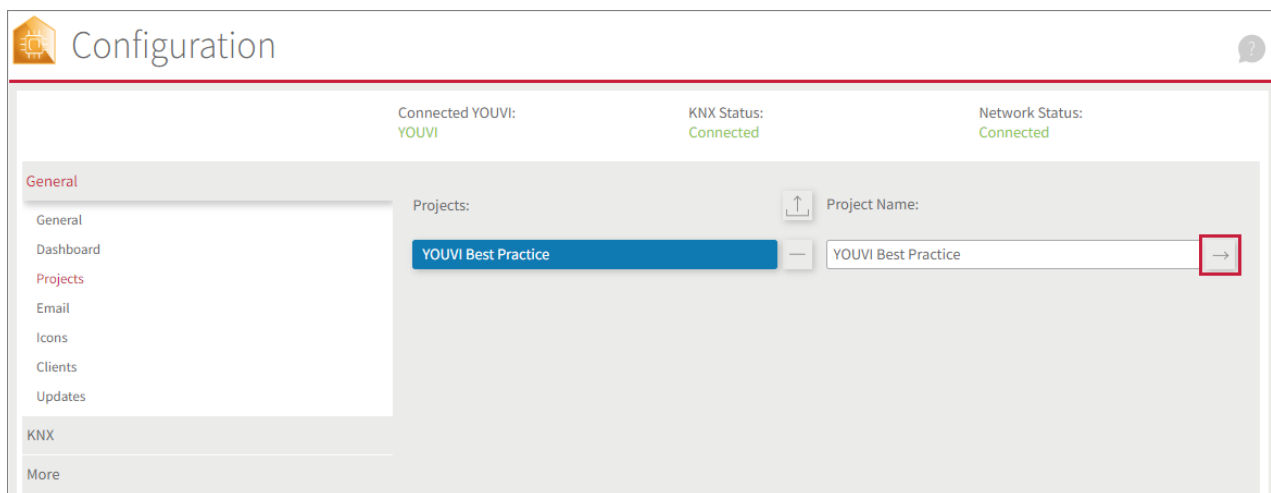 Configuration
?
Connected YOUVI: KNX Status: Network Status:
YOUVI Connected Connected
General
General
Dashboard
Projects
Email
Icons
Clients
Updates
KNX
More
Projects: Project Name:
YOUVI Best Practice YOUVI Best Practice